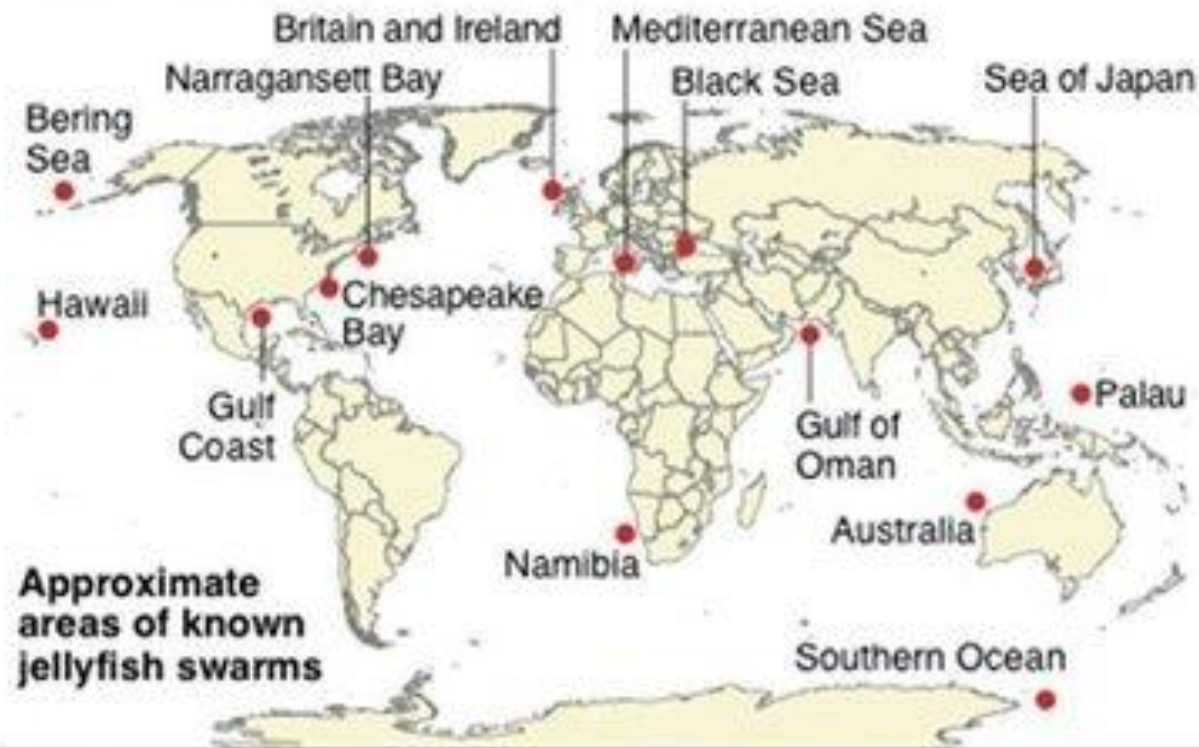 Britain and Ireland
Mediterranean Sea
Narragansett Bay
Black Sea
Sea of Japan
Bering
Sea
Hawaii
Chesapeake
Bay
Gulf
Coast
Gulf of
Oman
Palau
Australia
Namibia
Approximate
areas of known
jellyfish swarms
Southern Ocean